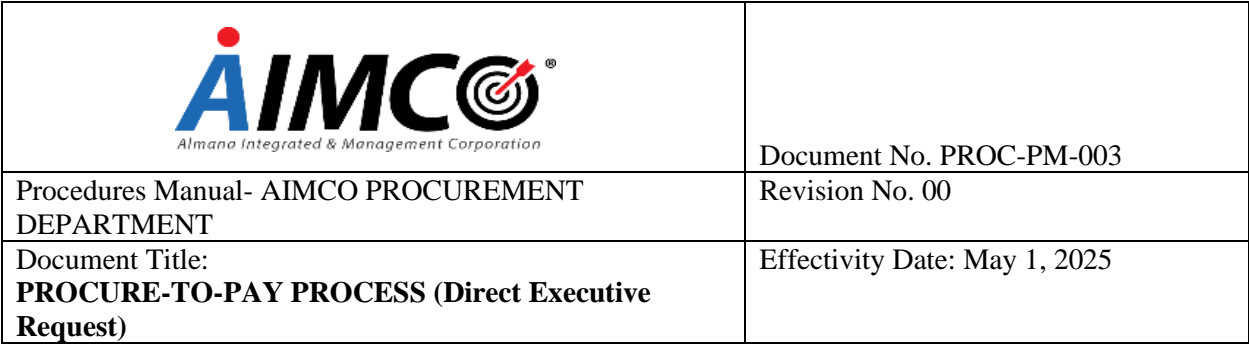 AIMCO®
Almana Integrated & Management Corporation
Document No. PROC-PM-003
Procedures Manual- AIMCO PROCUREMENT
DEPARTMENT
Revision No. 00
Document Title:
PROCURE-TO-PAY PROCESS (Direct Executive
Request)
Effectivity Date: May 1, 2025